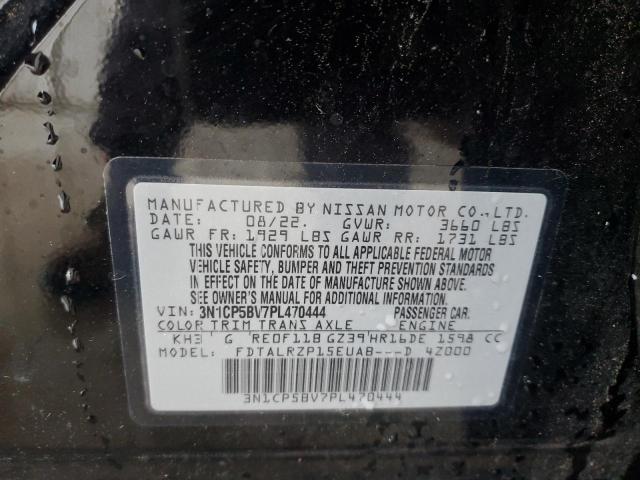 MANUFACTURED BY NISSAN MOTOR CO.,LTD.
DATE: 08/22. GVWR: 3660 LBS
GAWR FR: 1929 LBS GAWR RR: 1731 LBS
THIS VEHICLE CONFORMS TO ALL APPLICABLE FEDERAL MOTOR
VEHICLE SAFETY, BUMPER AND THEFT PREVENTION STANDARDS
IN EFFECT ON THE DATE OF MANUFACTURE SHOWN ABOVE.
SEE OWNER'S MANUAL FOR ADDITIONAL INFORMATION.
VIN: 3N1CP5BV7PL470444 PASSENGER CAR.
COLOR TRIM TRANS AXLE ENGINE
KH3 G RE0F11B GZ39 HR16DE 1598 CC
MODEL: FDTALRZP15EUAB---D 4Z000
3N1CP5BV7PL470444